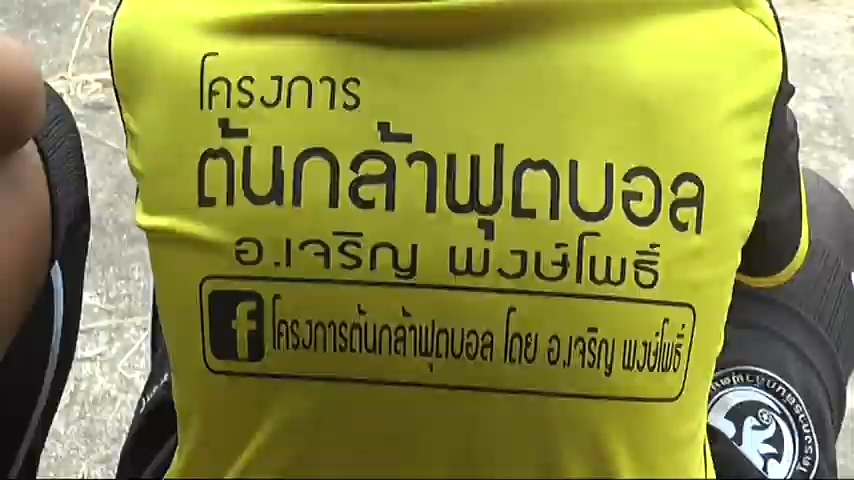 โครงการ
ต้นกล้าฟุตบอล
อ.เจริญ พงษ์โพธิ์
f โครงการต้นกล้าฟุตบอล โดย อ.เจริญ พงษ์โพธิ์